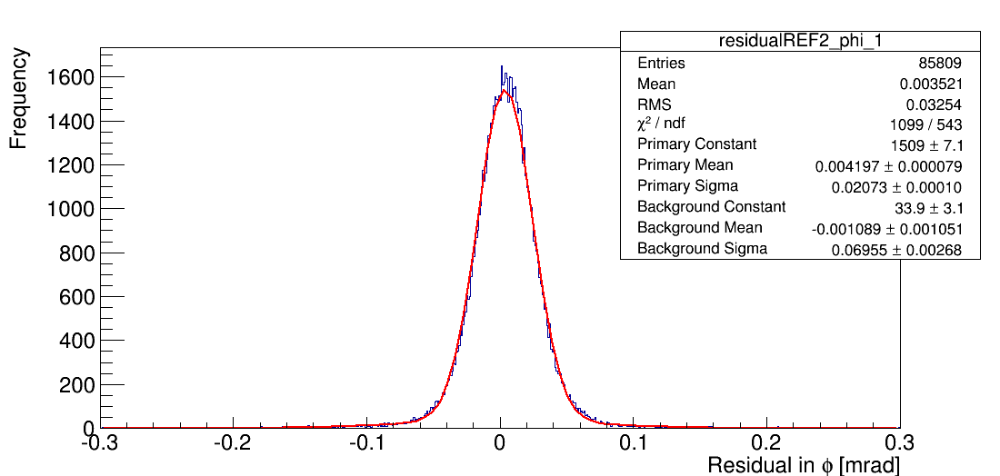 residualREF2_phi_1
Entries 85809
Mean 0.003521
RMS 0.03254
χ² / ndf 1099 / 543
Primary Constant 1509 ± 7.1
Primary Mean 0.004197 ± 0.000079
Primary Sigma 0.02073 ± 0.00010
Background Constant 33.9 ± 3.1
Background Mean -0.001089 ± 0.001051
Background Sigma 0.06955 ± 0.00268
Frequency
1600
1400
1200
1000
800
600
400
200
0
-0.3 -0.2 -0.1 0 0.1 0.2 0.3
Residual in ϕ [mrad]